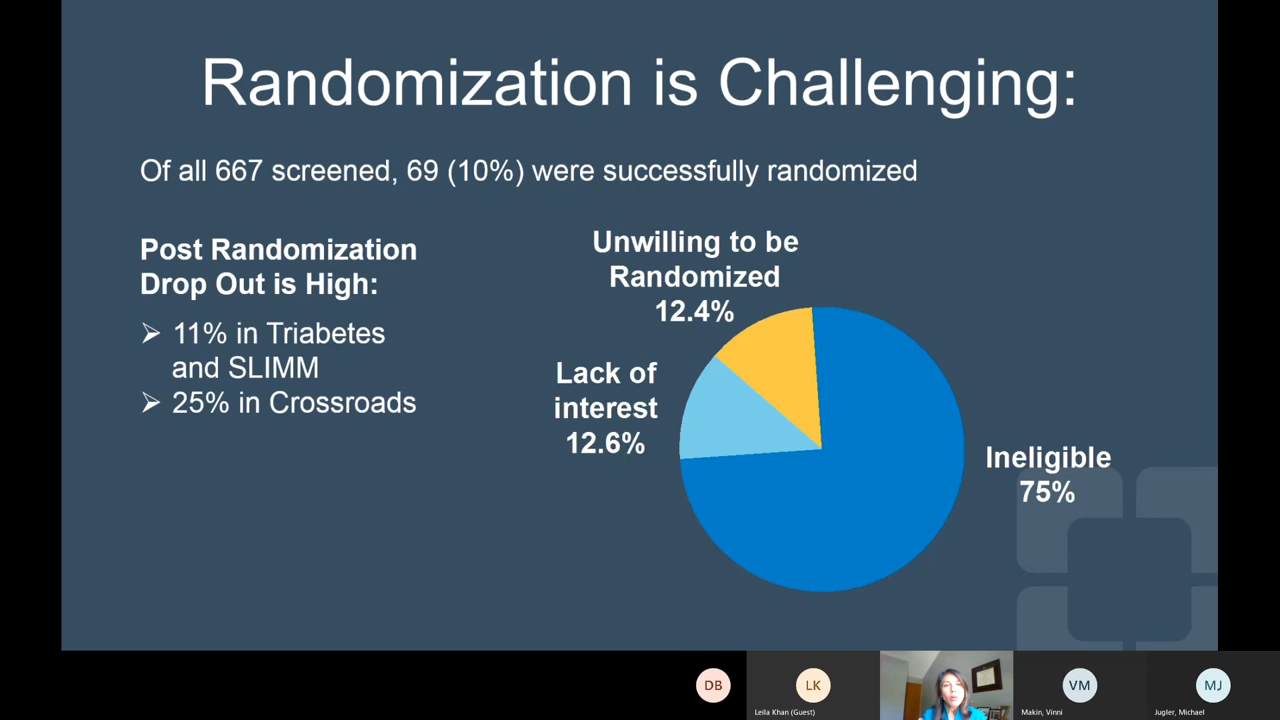 Randomization is Challenging:
Of all 667 screened, 69 (10%) were successfully randomized
Post Randomization
Drop Out is High:
➢ 11% in Triabetes
and SLIMM
➢ 25% in Crossroads
Unwilling to be
Randomized
12.4%
Lack of
interest
12.6%
Ineligible
75%
DB
LK
Leila Khan (Guest)
VM
Makin, Vinni
MJ
Jugler, Michael